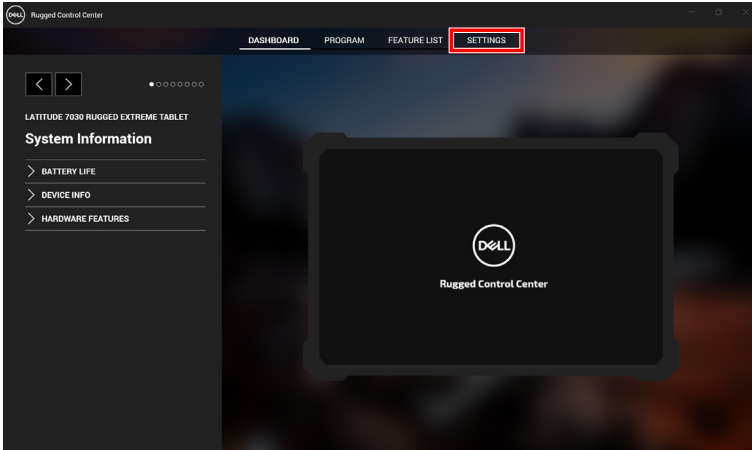 DELL Rugged Control Center
DASHBOARD PROGRAM FEATURE LIST SETTINGS
LATITUDE 7030 RUGGED EXTREME TABLET
System Information
BATTERY LIFE
DEVICE INFO
HARDWARE FEATURES
DELL
Rugged Control Center